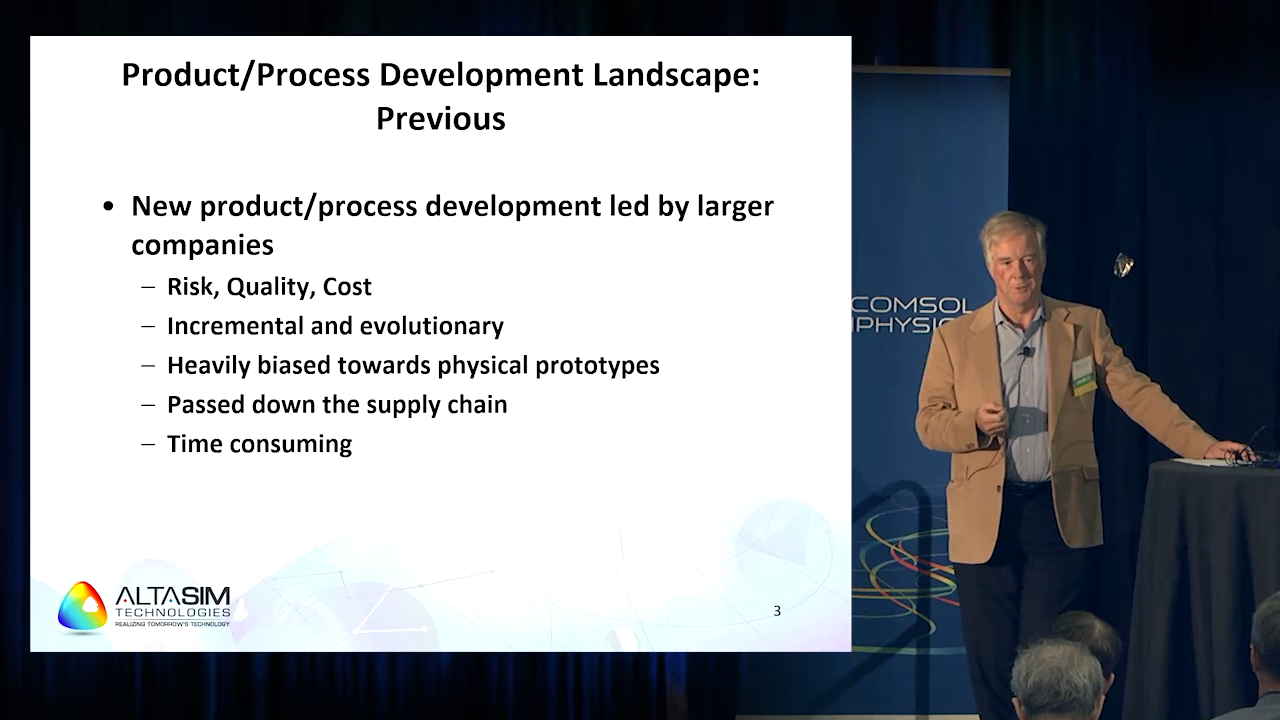 Product/Process Development Landscape:
Previous
• New product/process development led by larger
companies
– Risk, Quality, Cost
– Incremental and evolutionary
– Heavily biased towards physical prototypes
– Passed down the supply chain
– Time consuming
ALTASIM
TECHNOLOGIES
REALIZING TOMORROW'S TECHNOLOGY
3
COMSOL